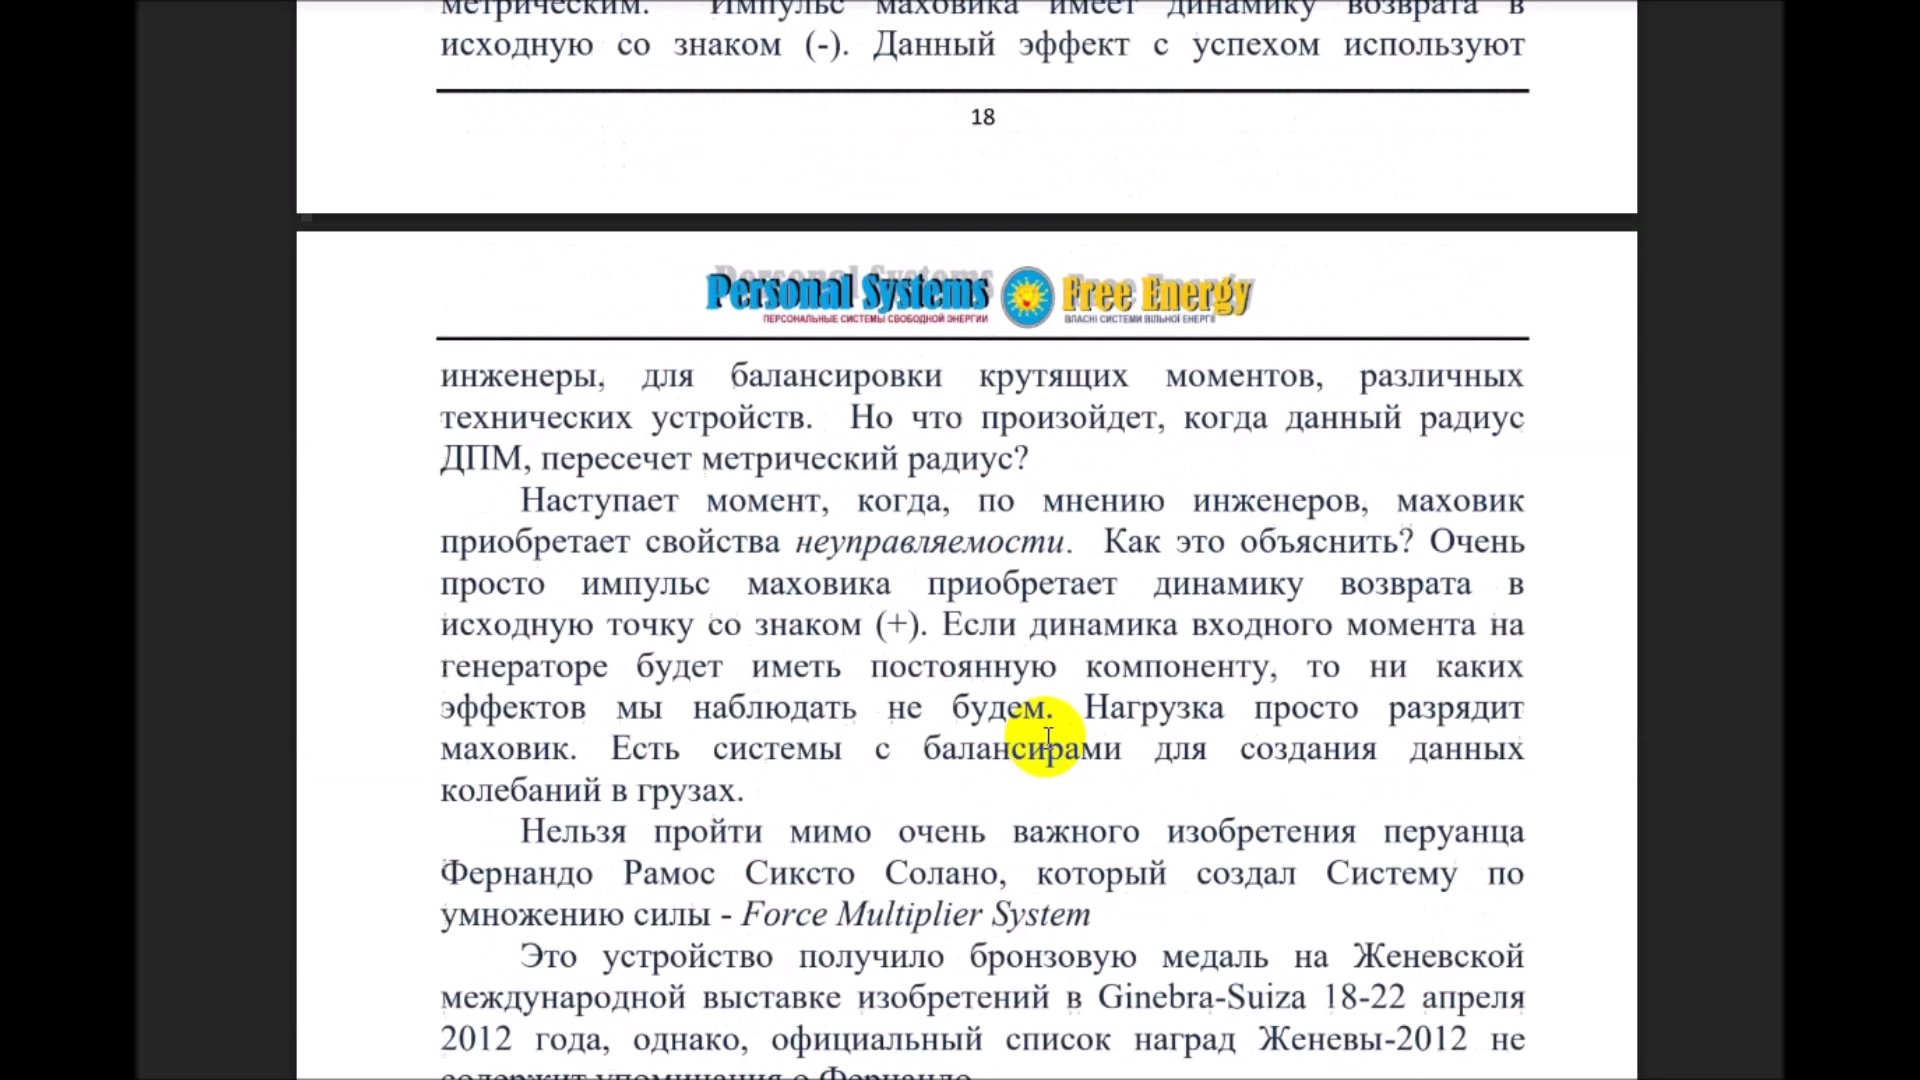 метрическим. Импульс маховика имеет динамику возврата в
исходную со знаком (-). Данный эффект с успехом используют
18
Personal Systems Free Energy
ПЕРСОНАЛЬНЫЕ СИСТЕМЫ СВОБОДНОЙ ЭНЕРГИИ ВЛАСНІ СИСТЕМИ ВІЛЬНОЇ ЕНЕРГІЇ
инженеры, для балансировки крутящих моментов, различных
технических устройств. Но что произойдет, когда данный радиус
ДПМ, пересечет метрический радиус?
Наступает момент, когда, по мнению инженеров, маховик
приобретает свойства неуправляемости. Как это объяснить? Очень
просто импульс маховика приобретает динамику возврата в
исходную точку со знаком (+). Если динамика входного момента на
генераторе будет иметь постоянную компоненту, то ни каких
эффектов мы наблюдать не будем. Нагрузка просто разрядит
маховик. Есть системы с балансирами для создания данных
колебаний в грузах.
Нельзя пройти мимо очень важного изобретения перуанца
Фернандо Рамос Сиксто Солано, который создал Систему по
умножению силы - Force Multiplier System
Это устройство получило бронзовую медаль на Женевской
международной выставке изобретений в Ginebra-Suiza 18-22 апреля
2012 года, однако, официальный список наград Женевы-2012 не
содержит упоминания о Фернандо